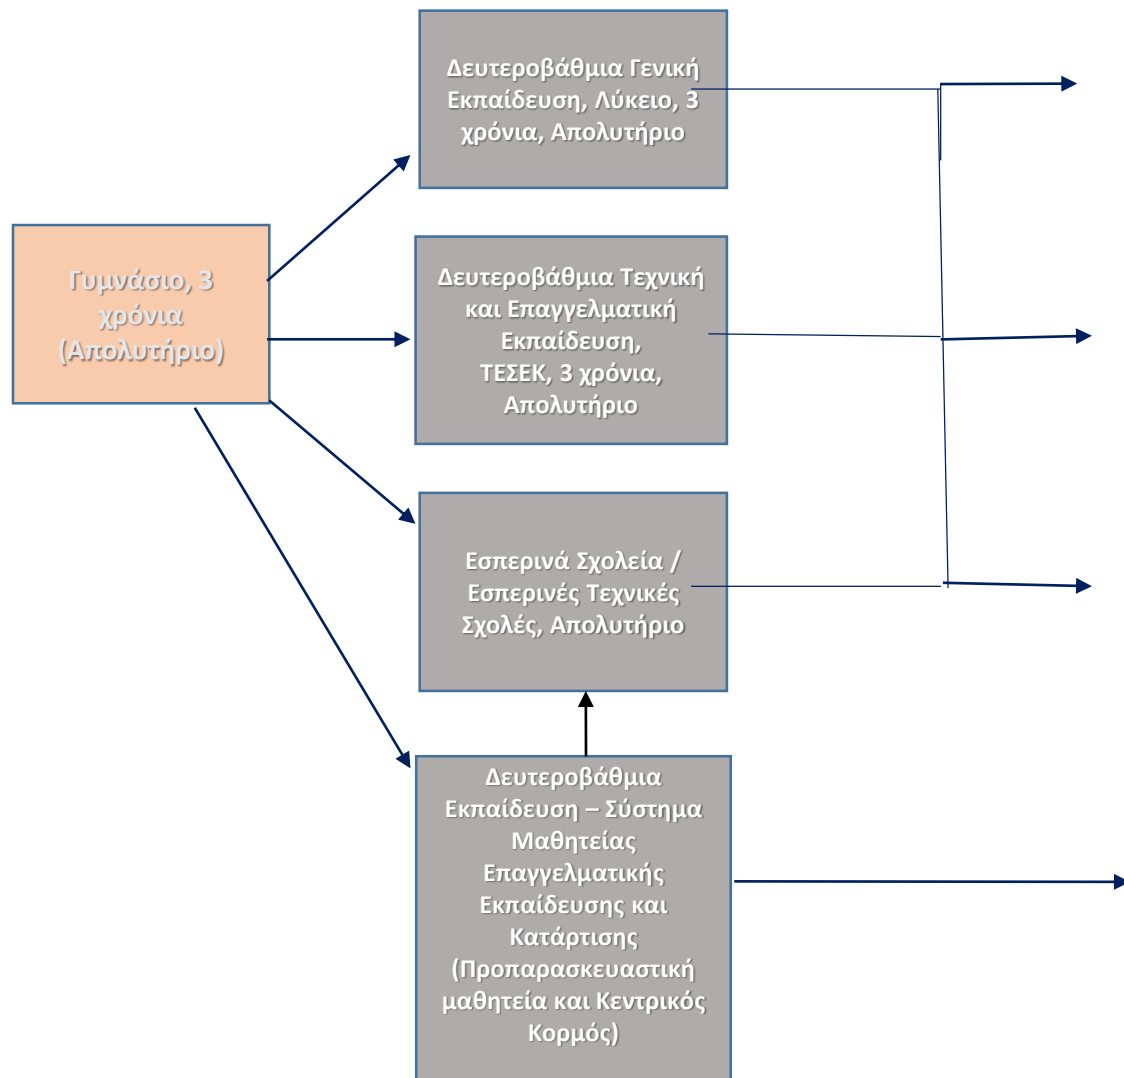 Δευτεροβάθμια Γενική
Εκπαίδευση, Λύκειο, 3
χρόνια, Απολυτήριο
Γυμνάσιο, 3
χρόνια
(Απολυτήριο)
Δευτεροβάθμια Τεχνική
και Επαγγελματική
Εκπαίδευση,
ΤΕΣΕΚ, 3 χρόνια,
Απολυτήριο
Εσπερινά Σχολεία /
Εσπερινές Τεχνικές
Σχολές, Απολυτήριο
Δευτεροβάθμια
Εκπαίδευση – Σύστημα
Μαθητείας
Επαγγελματικής
Εκπαίδευσης και
Κατάρτισης
(Προπαρασκευαστική
μαθητεία και Κεντρικός
Κορμός)